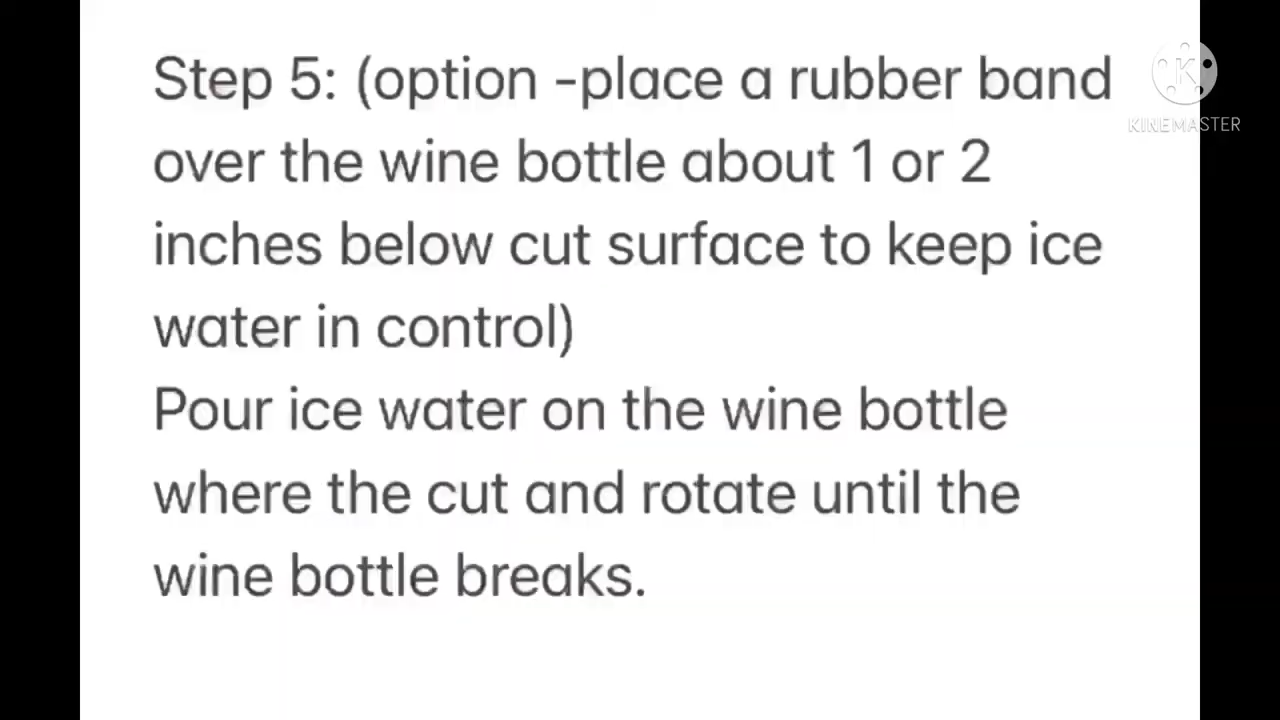 Step 5: (option -place a rubber band
over the wine bottle about 1 or 2
inches below cut surface to keep ice
water in control)
Pour ice water on the wine bottle
where the cut and rotate until the
wine bottle breaks.
K
KINEMASTER